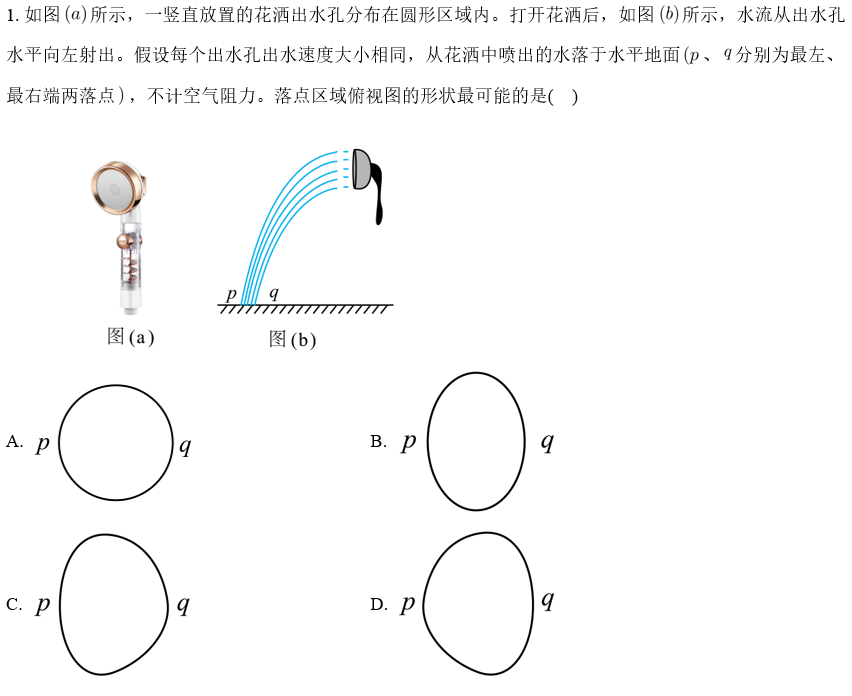 1. 如图(a)所示，一竖直放置的花洒出水孔分布在圆形区域内。打开花洒后，如图(b)所示，水流从出水孔
水平向左射出。假设每个出水孔出水速度大小相同，从花洒中喷出的水落于水平地面(p、q分别为最左、
最右端两落点)，不计空气阻力。落点区域俯视图的形状最可能的是(  )
p q
图(a) 图(b)
A. p q B. p q
C. p q D. p q